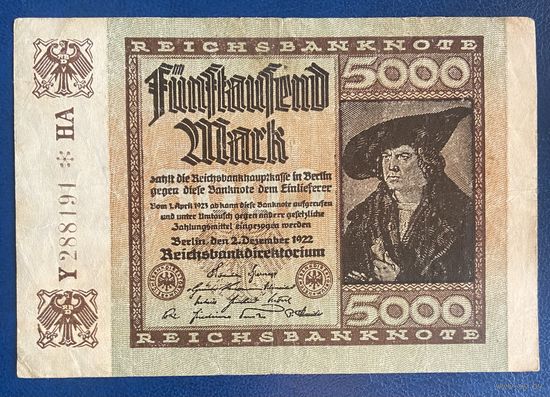 REICHSBANKNOTE
5000
Fünftausend
Mark
zahlt die Reichsbankhauptkasse in Berlin
gegen diese Banknote dem Einlieferer
Vom 1. April 1923 ab kann diese Banknote aufgerufen
und unter Umtausch gegen andere gesetzliche
Zahlungsmittel eingezogen werden
Berlin, den 2. Dezember 1922
Reichsbankdirektorium
5000
REICHSBANKNOTE
Y 288191 * HA